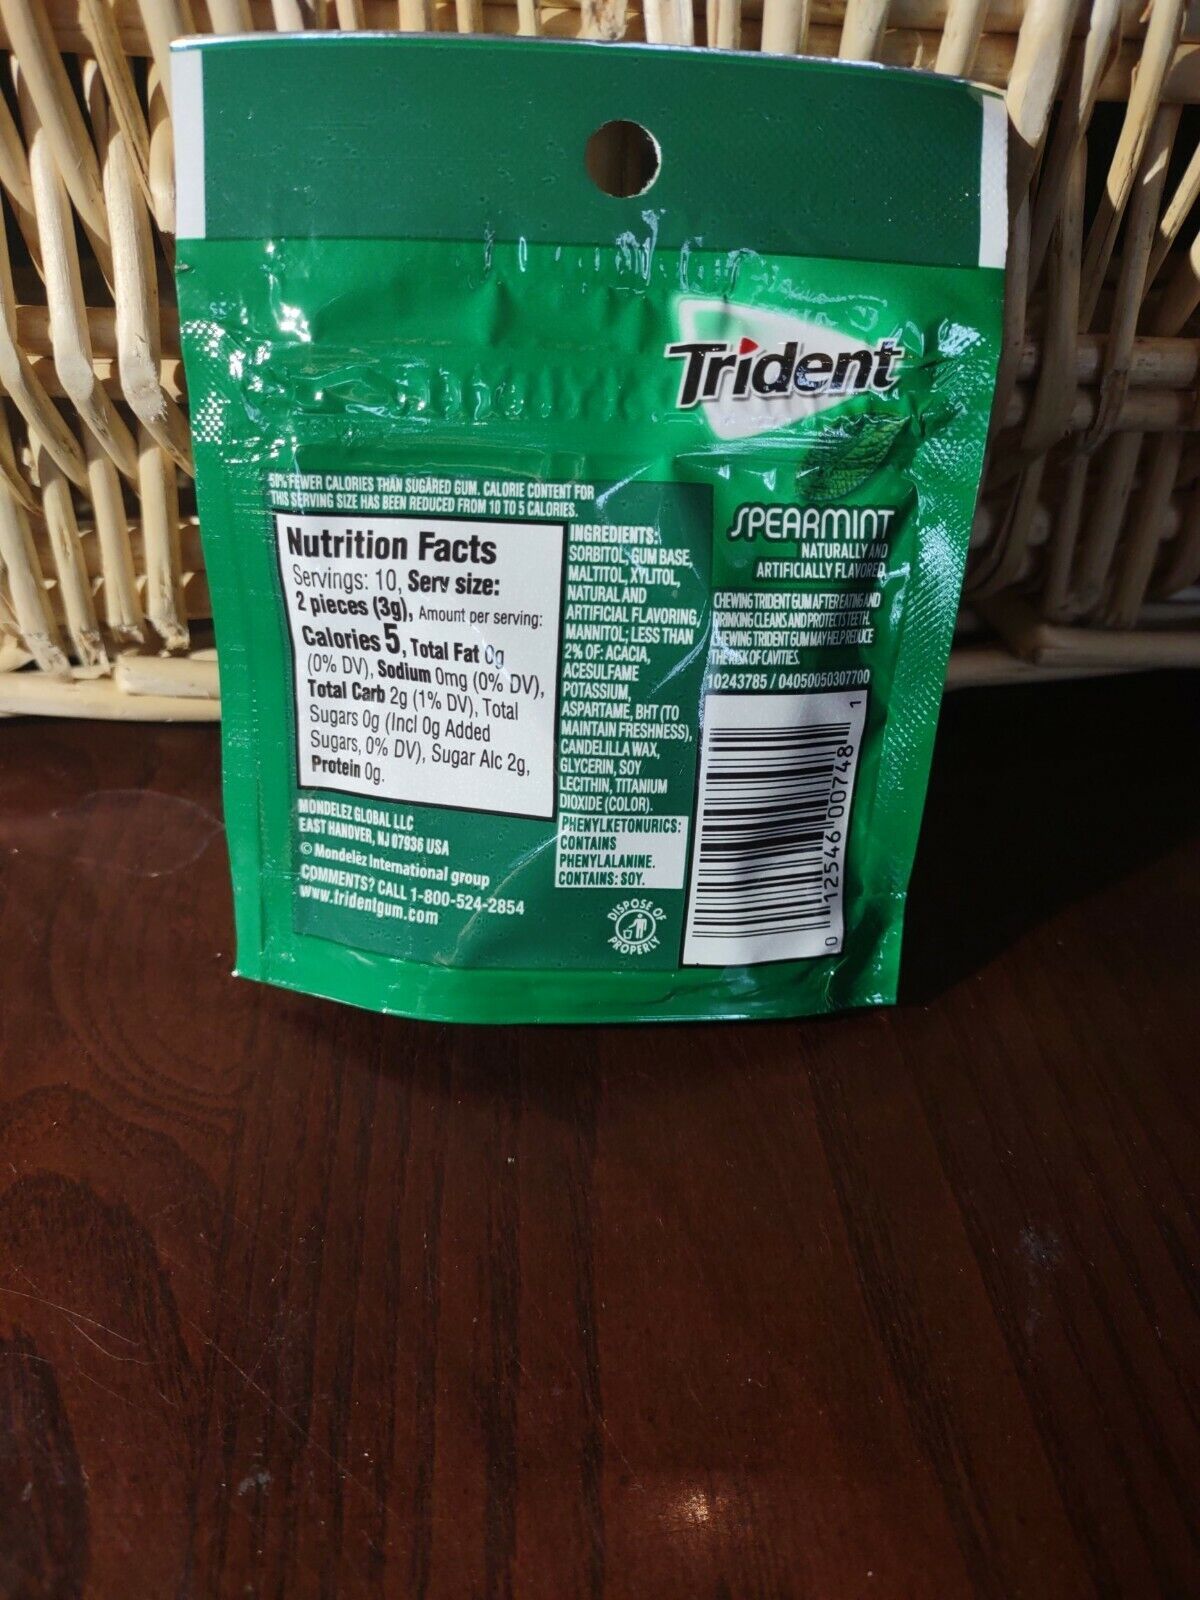 Trident
SPEARMINT
NATURALLY AND
ARTIFICIALLY FLAVORED
50% FEWER CALORIES THAN SUGARED GUM. CALORIE CONTENT FOR
THIS SERVING SIZE HAS BEEN REDUCED FROM 10 TO 5 CALORIES.
Nutrition Facts
Servings: 10, Serv size:
2 pieces (3g), Amount per serving:
Calories 5, Total Fat 0g
(0% DV), Sodium 0mg (0% DV),
Total Carb 2g (1% DV), Total
Sugars 0g (Incl 0g Added
Sugars, 0% DV), Sugar Alc 2g,
Protein 0g.
MONDELEZ GLOBAL LLC
EAST HANOVER, NJ 07936 USA
© Mondelēz International group
COMMENTS? CALL 1-800-524-2854
www.tridentgum.com
INGREDIENTS:
SORBITOL, GUM BASE,
MALTITOL, XYLITOL,
NATURAL AND
ARTIFICIAL FLAVORING,
MANNITOL; LESS THAN
2% OF: ACACIA,
ACESULFAME
POTASSIUM,
ASPARTAME, BHT (TO
MAINTAIN FRESHNESS),
CANDELILLA WAX,
GLYCERIN, SOY
LECITHIN, TITANIUM
DIOXIDE (COLOR).
PHENYLKETONURICS:
CONTAINS
PHENYLALANINE.
CONTAINS: SOY.
DISPOSE OF
PROPERLY
CHEWING TRIDENT GUM AFTER EATING AND
DRINKING CLEANS AND PROTECTS TEETH.
CHEWING TRIDENT GUM MAY HELP REDUCE
THE RISK OF CAVITIES.
10243785 / 04050050307700
0 12546 00748 1